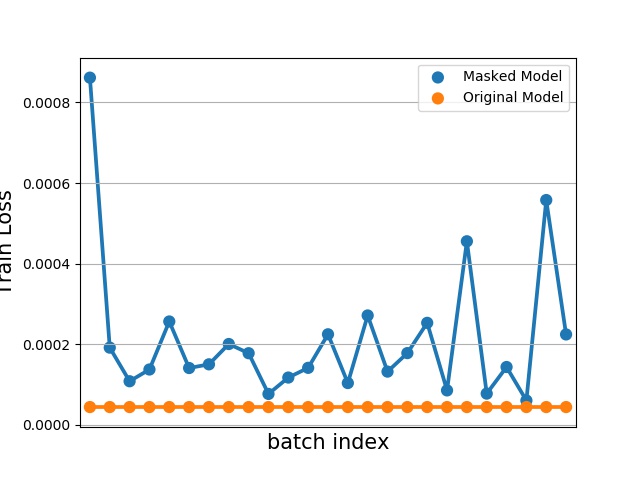 Masked Model
Original Model
0.0008
0.0006
0.0004
0.0002
0.0000
Train Loss
batch index